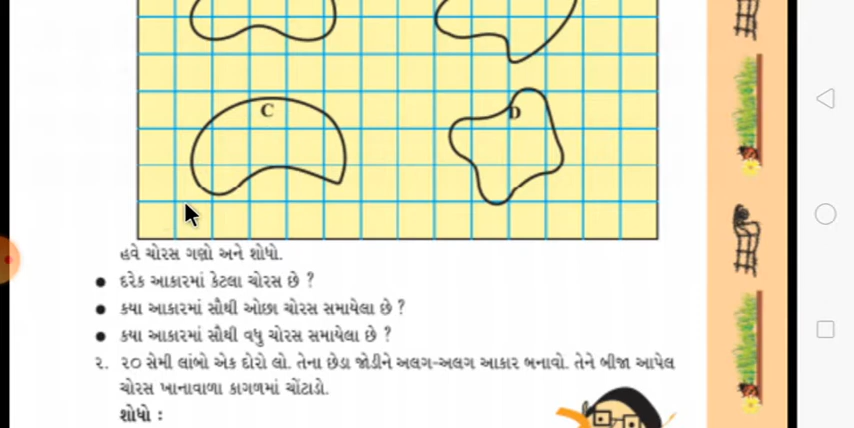 C
D
હવે ચોરસ ગણો અને શોધો.
● દરેક આકારમાં કેટલા ચોરસ છે ?
● ક્યા આકારમાં સૌથી ઓછા ચોરસ સમાયેલા છે ?
● ક્યા આકારમાં સૌથી વધુ ચોરસ સમાયેલા છે ?
૨. ૨૦ સેમી લાંબો એક દોરો લો. તેના છેડા જોડીને અલગ-અલગ આકાર બનાવો. તેને બીજા આપેલ
ચોરસ ખાનાવાળા કાગળમાં ચોંટાડો.
શોધો :